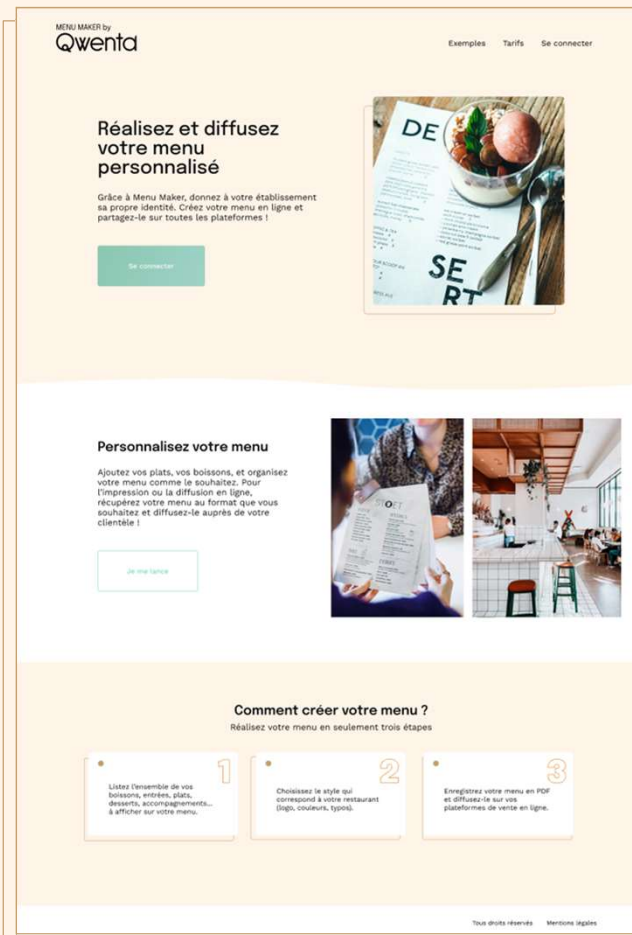 MENU MAKER by
Qwenta
Exemples Tarifs Se connecter
Réalisez et diffusez
votre menu
personnalisé
Grâce à Menu Maker, donnez à votre établissement
sa propre identité. Créez votre menu en ligne et
partagez-le sur toutes les plateformes !
Se connecter
DE
SE
RT
Personnalisez votre menu
Ajoutez vos plats, vos boissons, et organisez
votre menu comme le souhaitez. Pour
l'impression ou la diffusion en ligne,
récupérez votre menu au format que vous
souhaitez et diffusez-le auprès de votre
clientèle !
Je me lance
STOET
Comment créer votre menu ?
Réalisez votre menu en seulement trois étapes
1
Listez l'ensemble de vos
boissons, entrées, plats,
desserts, accompagnements...
à afficher sur votre menu.
2
Choisissez le style qui
correspond à votre restaurant
(logo, couleurs, typos).
3
Enregistrez votre menu en PDF
et diffusez-le sur vos
plateformes de vente en ligne.
Tous droits réservés Mentions légales